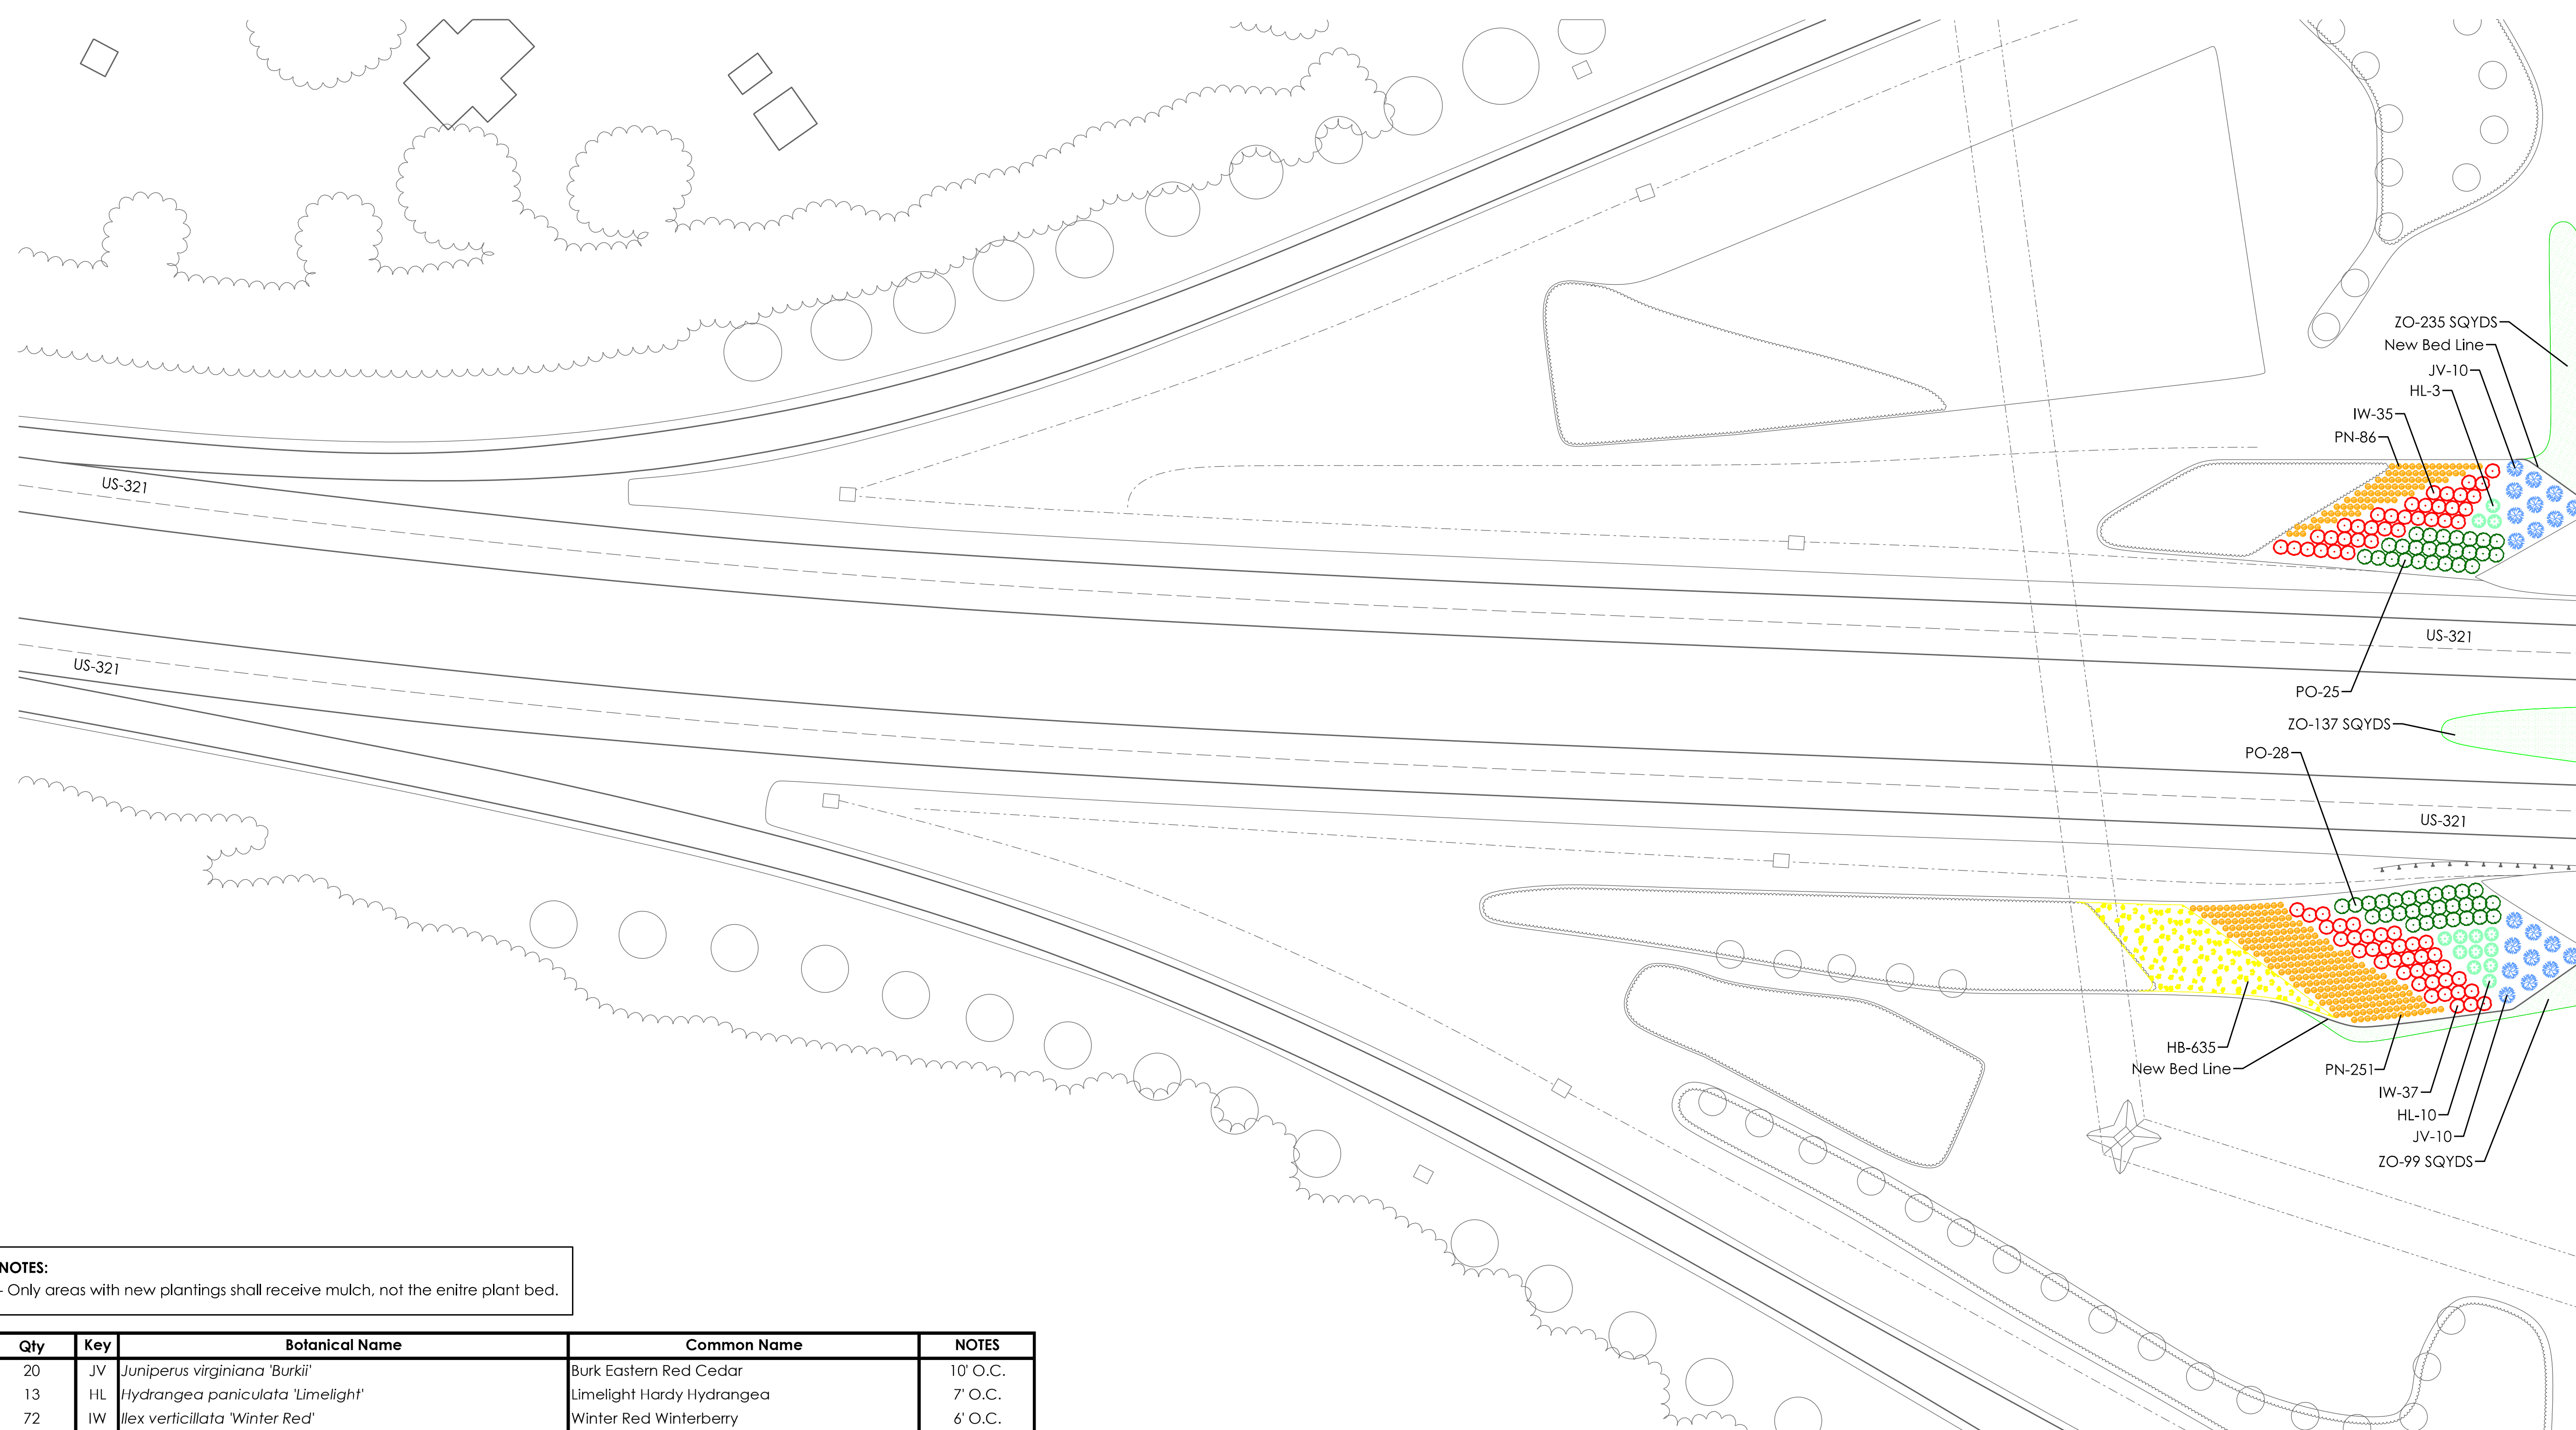 ZO-235 SQYDS
New Bed Line
JV-10
HL-3
IW-35
PN-86
US-321
US-321
US-321
PO-25
ZO-137 SQYDS
PO-28
US-321
HB-635
New Bed Line
PN-251
IW-37
HL-10
JV-10
ZO-99 SQYDS
NOTES:
- Only areas with new plantings shall receive mulch, not the enitre plant bed.
Qty Key Botanical Name Common Name NOTES
20 JV Juniperus virginiana 'Burkii' Burk Eastern Red Cedar 10' O.C.
13 HL Hydrangea paniculata 'Limelight' Limelight Hardy Hydrangea 7' O.C.
72 IW Ilex verticillata 'Winter Red' Winter Red Winterberry 6' O.C.